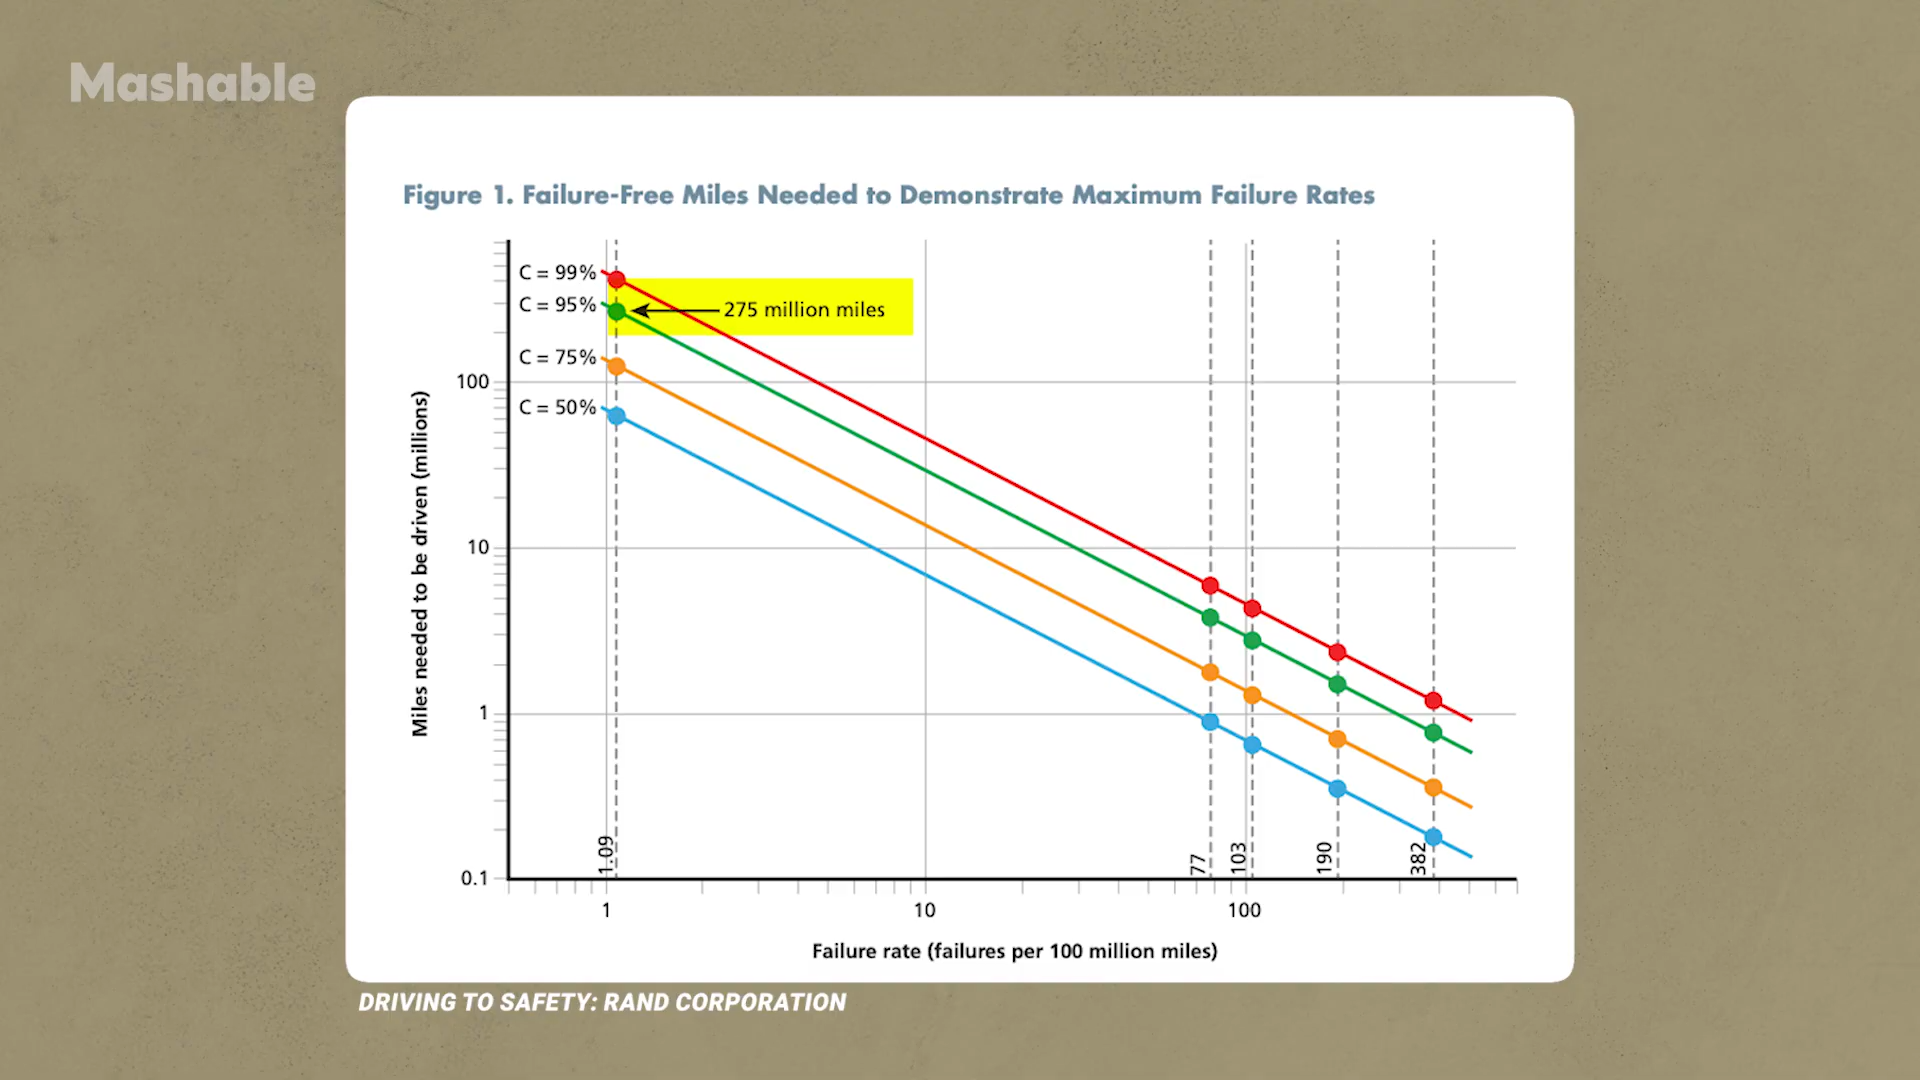 Mashable
Figure 1. Failure-Free Miles Needed to Demonstrate Maximum Failure Rates
C = 99%
C = 95%
275 million miles
C = 75%
C = 50%
100
10
1
0.1
Miles needed to be driven (millions)
1.09
77
103
190
382
1
10
100
Failure rate (failures per 100 million miles)
DRIVING TO SAFETY: RAND CORPORATION